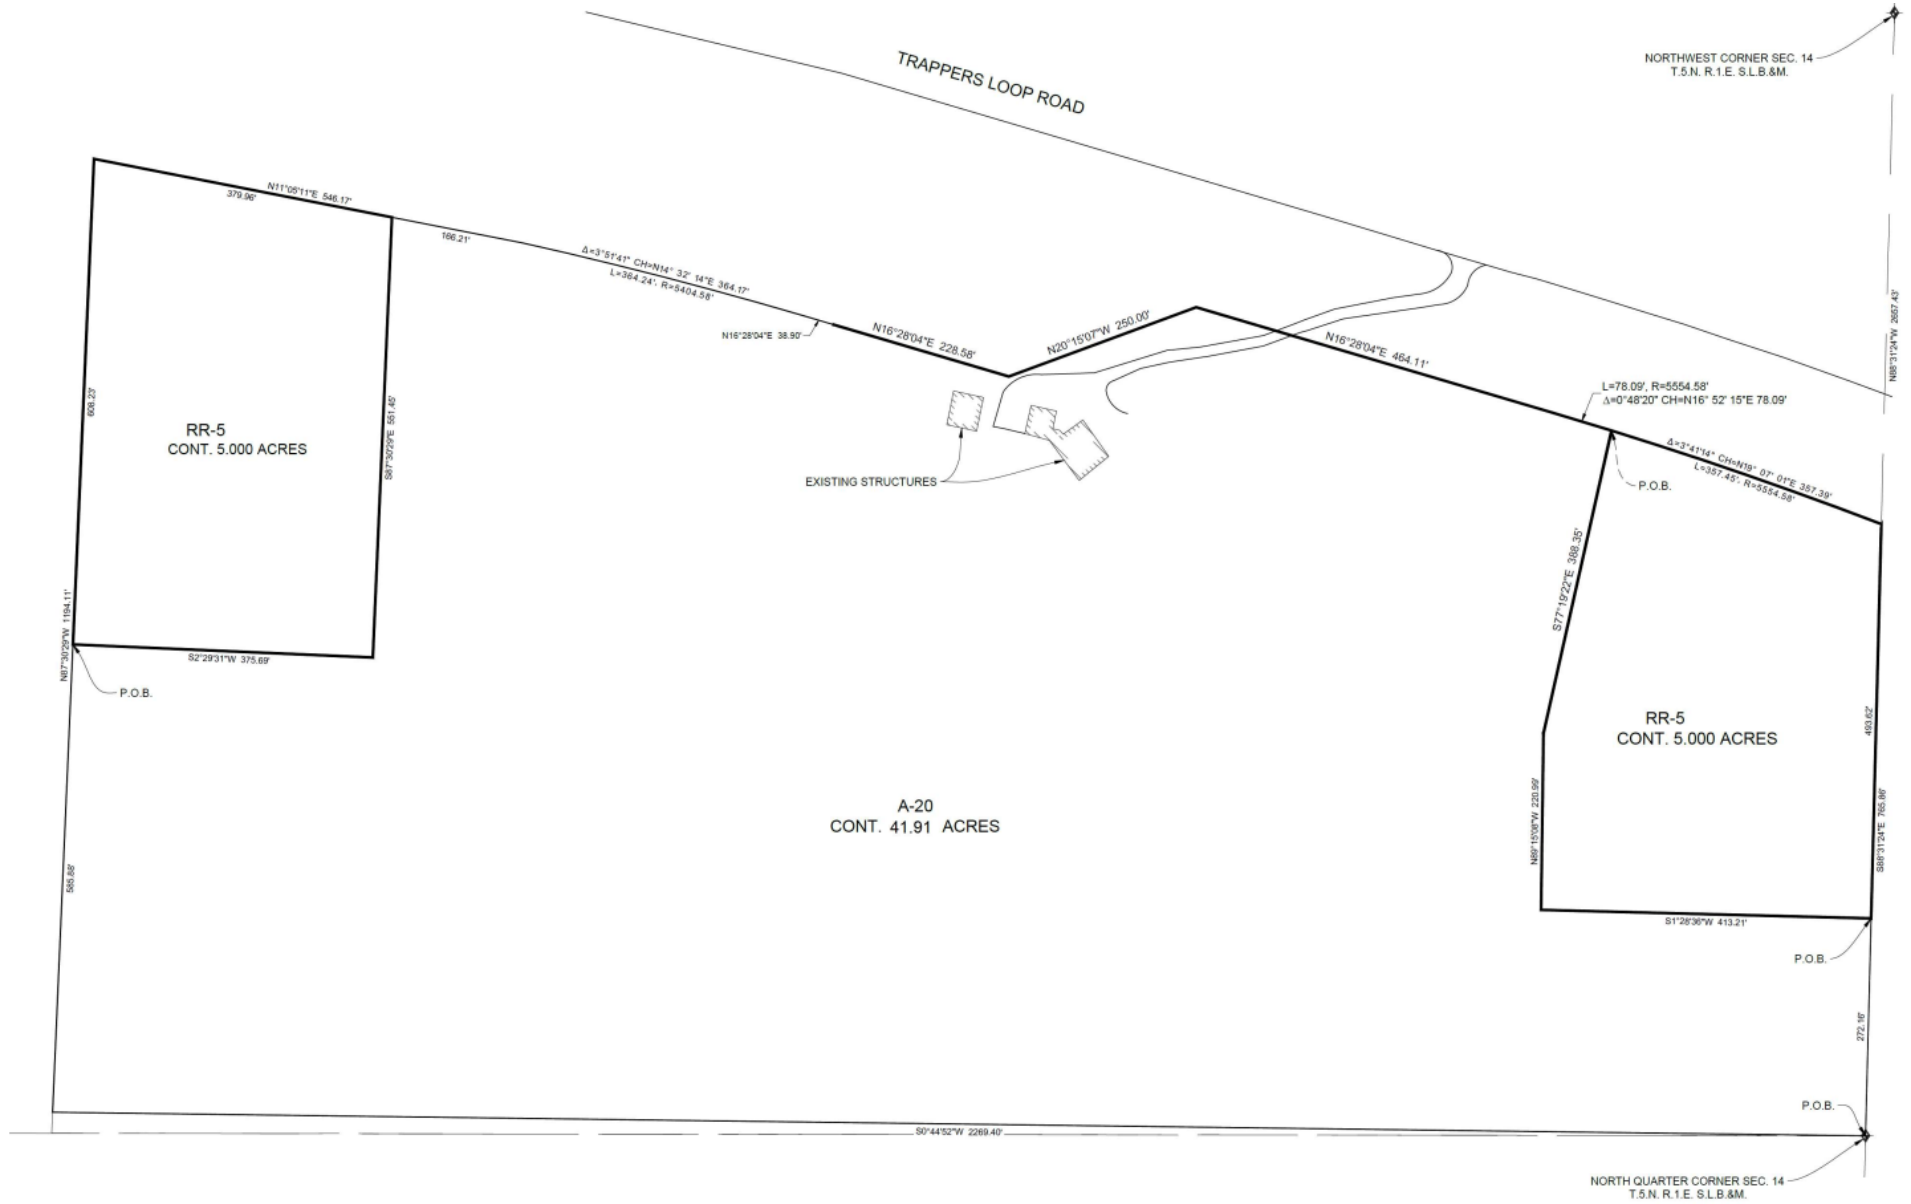 TRAPPERS LOOP ROAD
NORTHWEST CORNER SEC. 14
T.5.N. R.1.E. S.L.B.&M.
N11°05'11"E 546.17'
379.96'
166.21'
Δ=3°51'41" CH=N14° 32' 14"E 364.17'
L=364.24', R=5404.58'
N16°28'04"E 38.90'
N16°28'04"E 228.58'
N20°15'07"W 250.00'
N16°28'04"E 464.11'
N88°31'24"W 2657.43'
L=78.09', R=5554.58'
Δ=0°48'20" CH=N16° 52' 15"E 78.09'
Δ=3°41'14" CH=N19° 07' 01"E 357.39'
L=357.45', R=5554.58'
P.O.B.
608.23'
RR-5
CONT. 5.000 ACRES
S87°30'29"E 551.45'
EXISTING STRUCTURES
S77°19'22"E 388.35'
N87°30'29"W 1194.11'
S2°29'31"W 375.69'
P.O.B.
RR-5
CONT. 5.000 ACRES
493.62'
A-20
CONT. 41.91 ACRES
N89°15'08"W 220.99'
S88°31'24"E 765.86'
585.88'
S1°28'36"W 413.21'
P.O.B.
272.16'
P.O.B.
S0°44'52"W 2269.40'
NORTH QUARTER CORNER SEC. 14
T.5.N. R.1.E. S.L.B.&M.